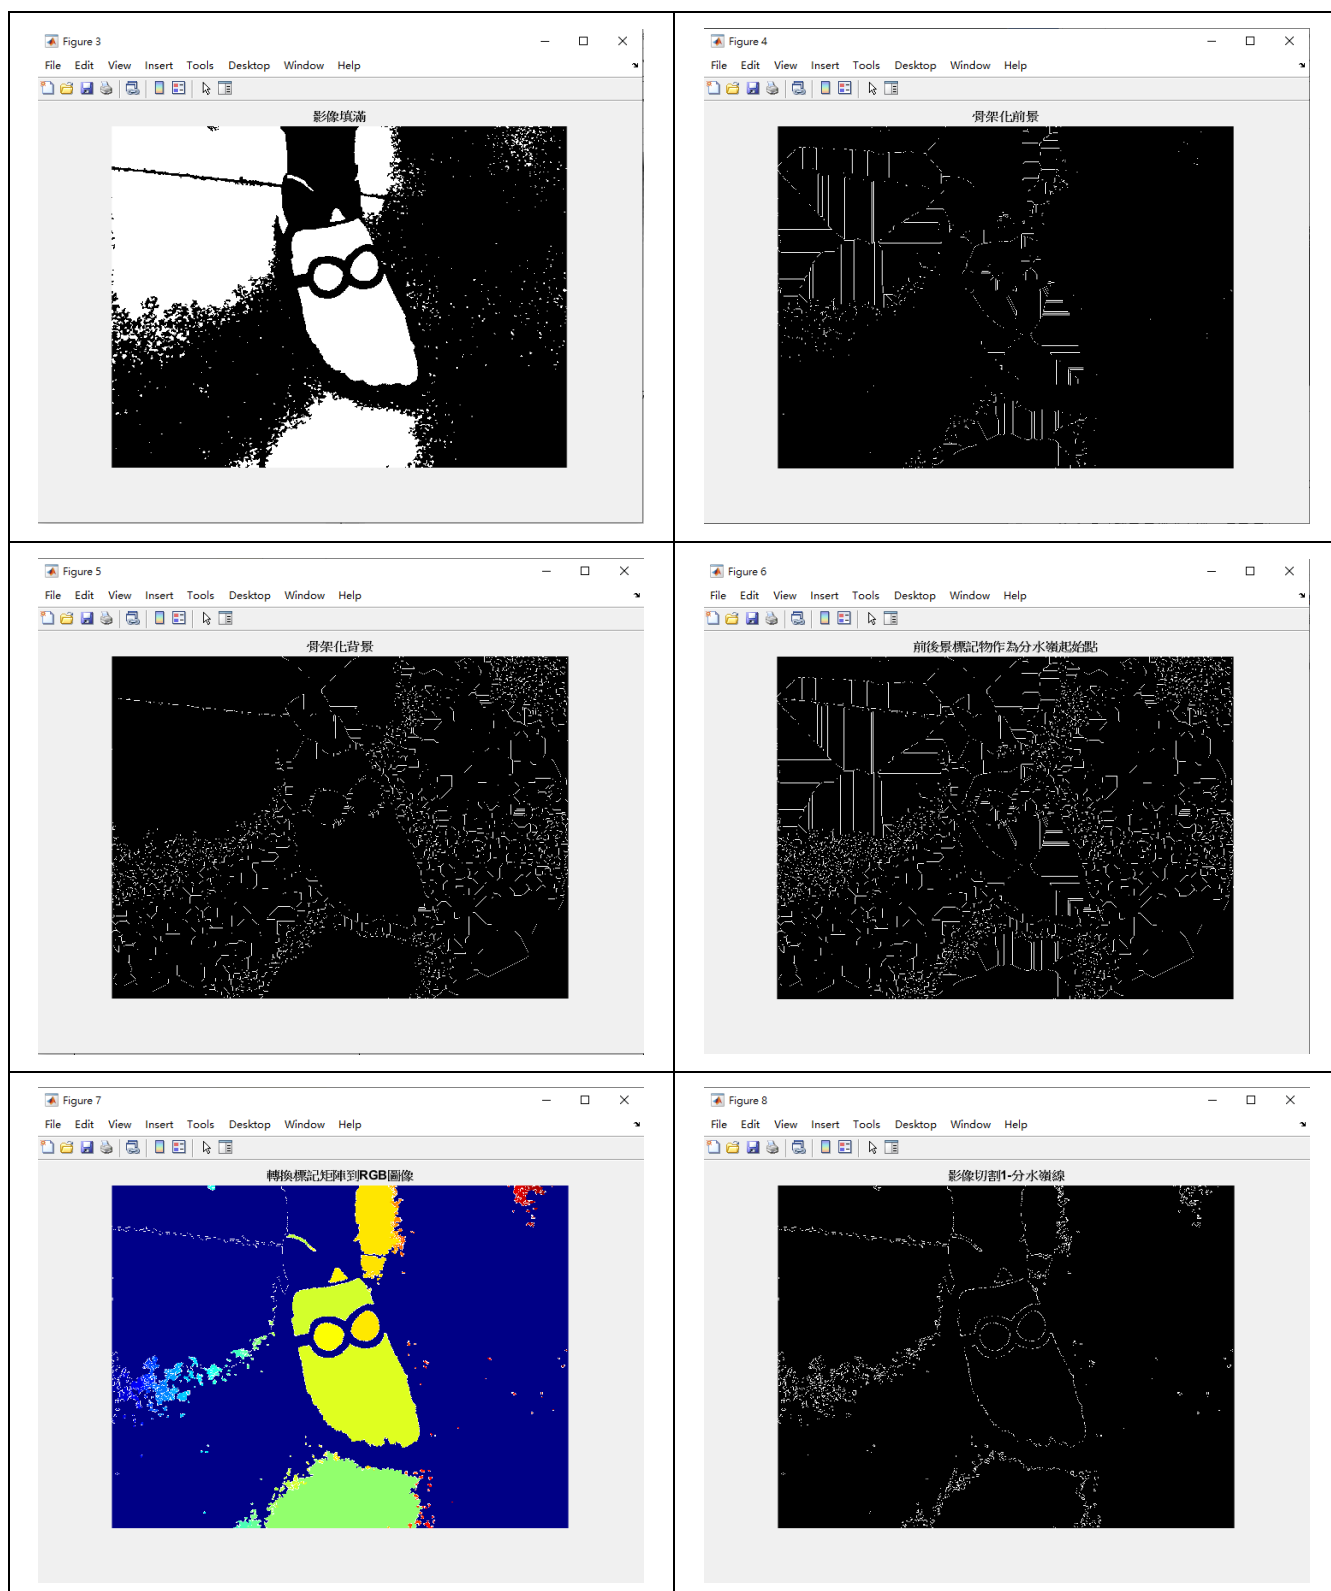 Figure 3
File Edit View Insert Tools Desktop Window Help
影像填滿
Figure 4
File Edit View Insert Tools Desktop Window Help
骨架化前景
Figure 5
File Edit View Insert Tools Desktop Window Help
骨架化背景
Figure 6
File Edit View Insert Tools Desktop Window Help
前後景標記物作為分水嶺起始點
Figure 7
File Edit View Insert Tools Desktop Window Help
轉換標記矩陣到RGB圖像
Figure 8
File Edit View Insert Tools Desktop Window Help
影像切割1-分水嶺線